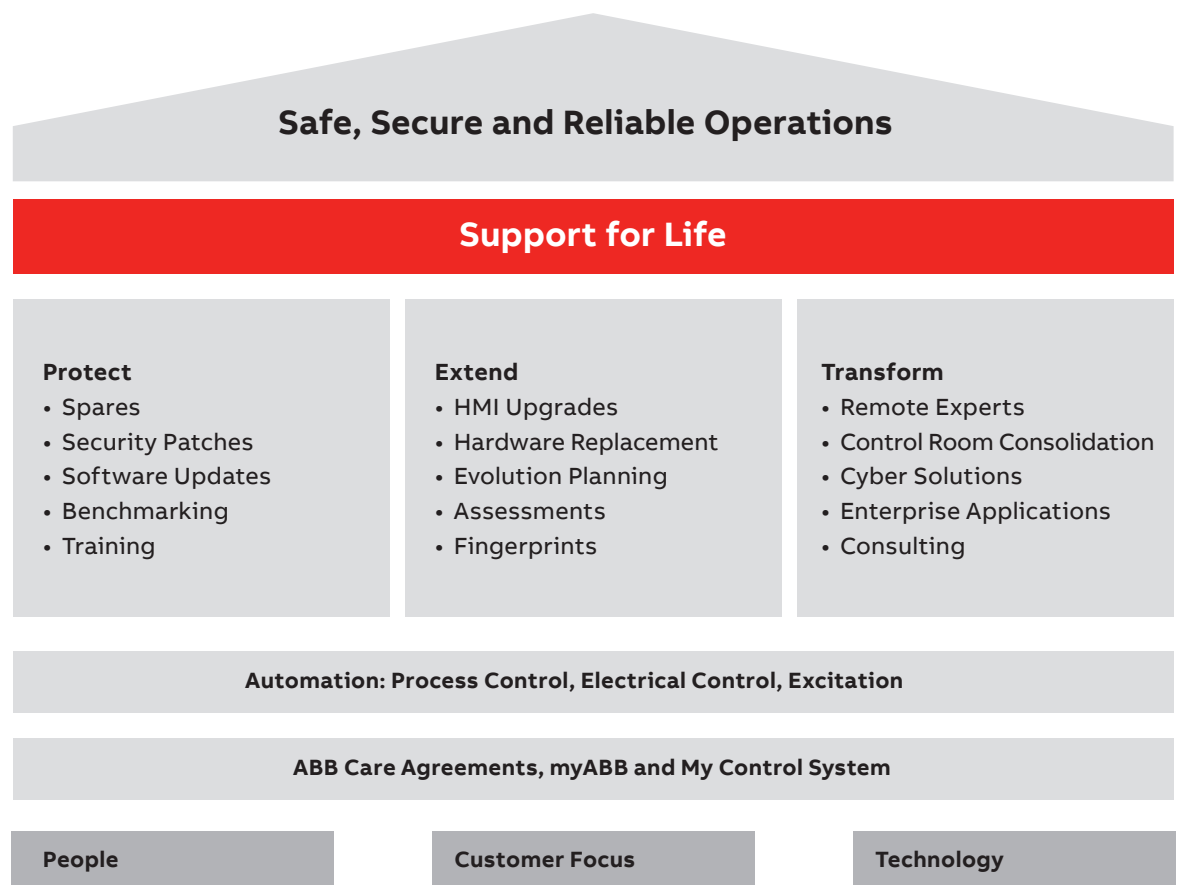 Safe, Secure and Reliable Operations
Support for Life
Protect
• Spares
• Security Patches
• Software Updates
• Benchmarking
• Training
Extend
• HMI Upgrades
• Hardware Replacement
• Evolution Planning
• Assessments
• Fingerprints
Transform
• Remote Experts
• Control Room Consolidation
• Cyber Solutions
• Enterprise Applications
• Consulting
Automation: Process Control, Electrical Control, Excitation
ABB Care Agreements, myABB and My Control System
People
Customer Focus
Technology